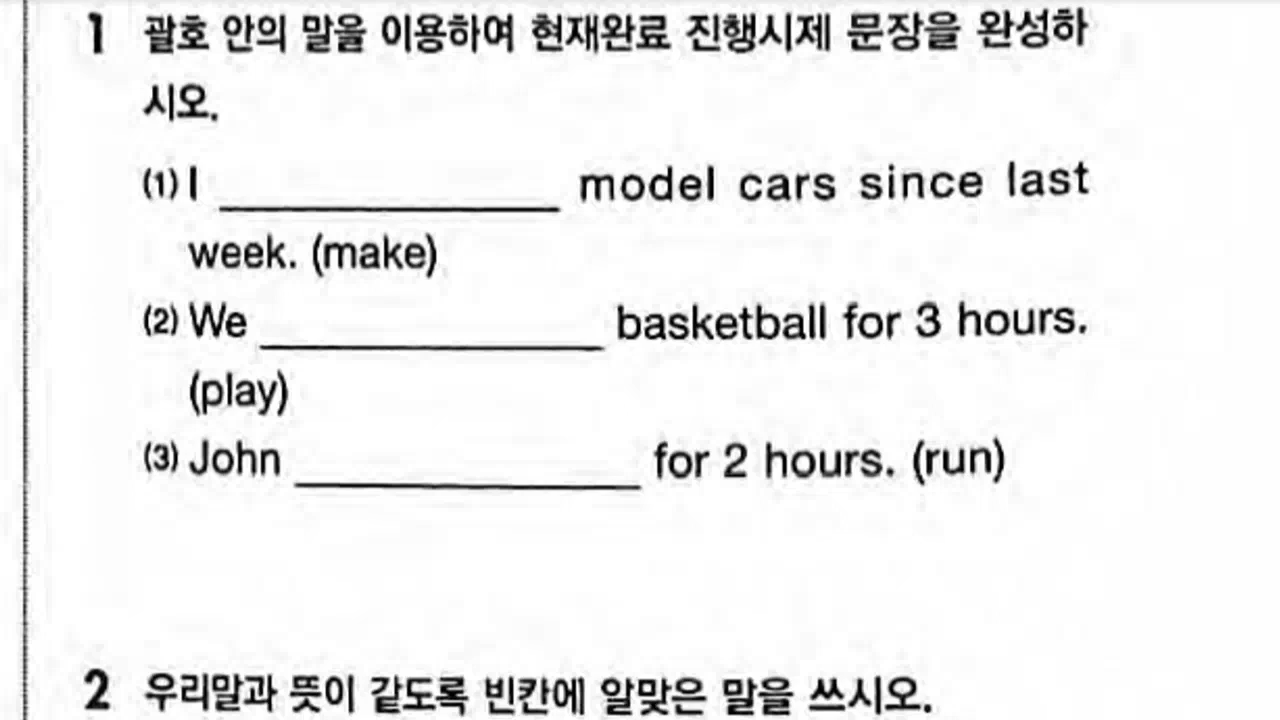 1 괄호 안의 말을 이용하여 현재완료 진행시제 문장을 완성하
시오.
(1) I ____________ model cars since last
week. (make)
(2) We ____________ basketball for 3 hours.
(play)
(3) John ____________ for 2 hours. (run)
2 우리말과 뜻이 같도록 빈칸에 알맞은 말을 쓰시오.